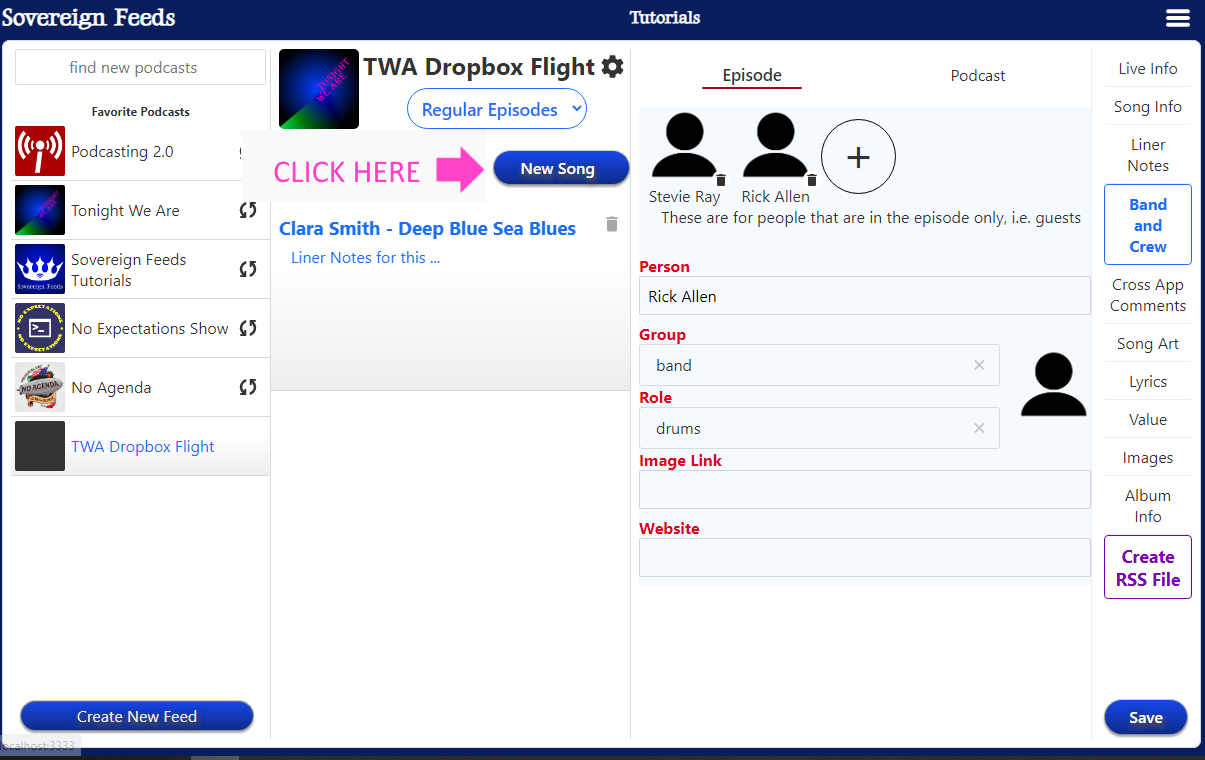 Sovereign Feeds
Tutorials
find new podcasts
Favorite Podcasts
Podcasting 2.0
Tonight We Are
Sovereign Feeds
Tutorials
No Expectations Show
No Agenda
TWA Dropbox Flight
Create New Feed
localhost:3333
TONIGHT
WE ARE
TWA Dropbox Flight
Regular Episodes
CLICK HERE
New Song
Clara Smith - Deep Blue Sea Blues
Liner Notes for this ...
Episode
Podcast
Stevie Ray
Rick Allen
+
These are for people that are in the episode only, i.e. guests
Person
Rick Allen
Group
band
Role
drums
Image Link
Website
Live Info
Song Info
Liner
Notes
Band
and
Crew
Cross App
Comments
Song Art
Lyrics
Value
Images
Album
Info
Create
RSS File
Save